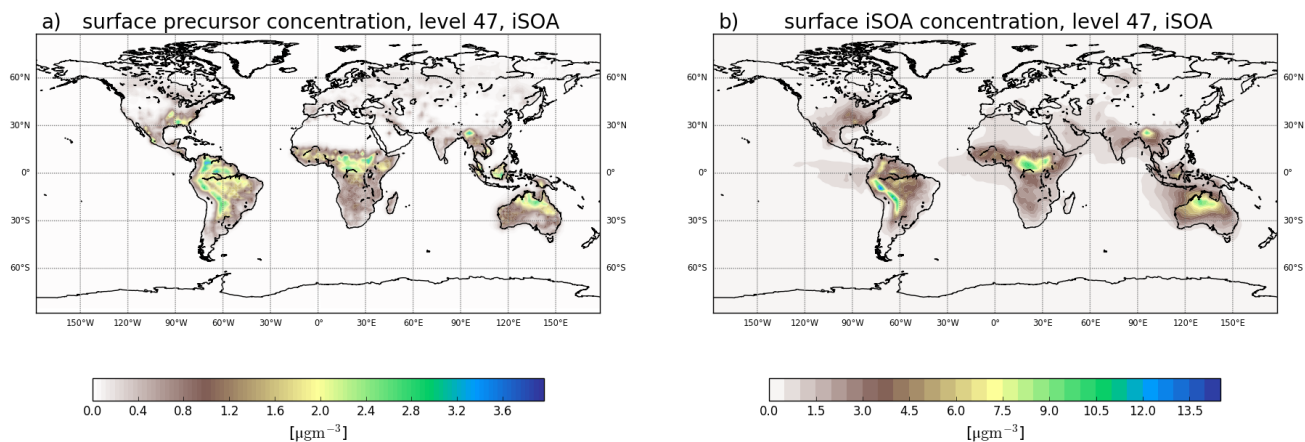 a) surface precursor concentration, level 47, iSOA
60°N 60°N
30°N 30°N
0° 0°
30°S 30°S
60°S 60°S
150°W 120°W 90°W 60°W 30°W 0° 30°E 60°E 90°E 120°E 150°E
0.0 0.4 0.8 1.2 1.6 2.0 2.4 2.8 3.2 3.6
[μgm⁻³]
b) surface iSOA concentration, level 47, iSOA
60°N 60°N
30°N 30°N
0° 0°
30°S 30°S
60°S 60°S
150°W 120°W 90°W 60°W 30°W 0° 30°E 60°E 90°E 120°E 150°E
0.0 1.5 3.0 4.5 6.0 7.5 9.0 10.5 12.0 13.5
[μgm⁻³]